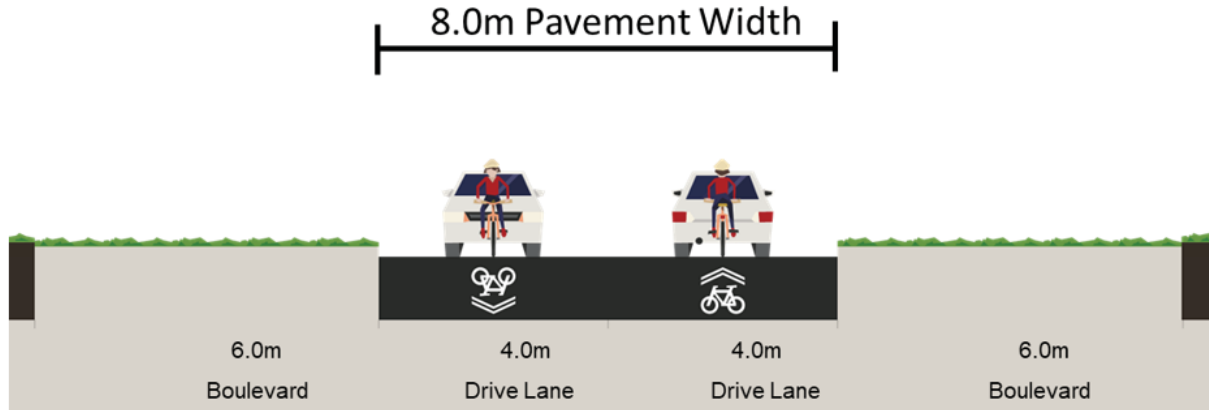 8.0m Pavement Width
6.0m
Boulevard
4.0m
Drive Lane
4.0m
Drive Lane
6.0m
Boulevard